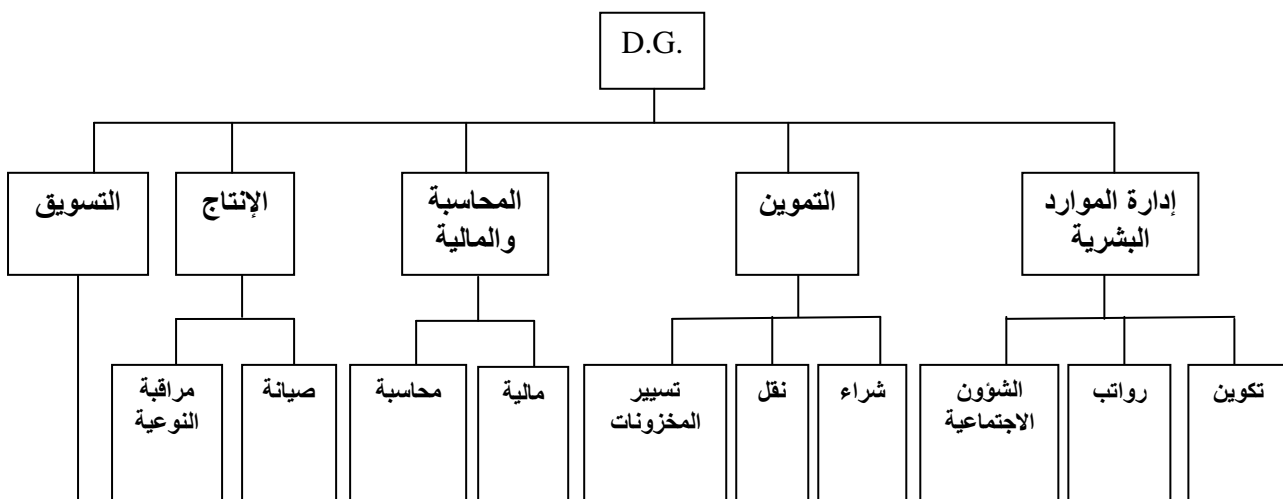 D.G.
إدارة الموارد
البشرية
التموين
المحاسبة
والمالية
الإنتاج
التسويق
تكوين
رواتب
الشؤون
الاجتماعية
شراء
نقل
تسيير
المخزونات
مالية
محاسبة
صيانة
مراقبة
النوعية